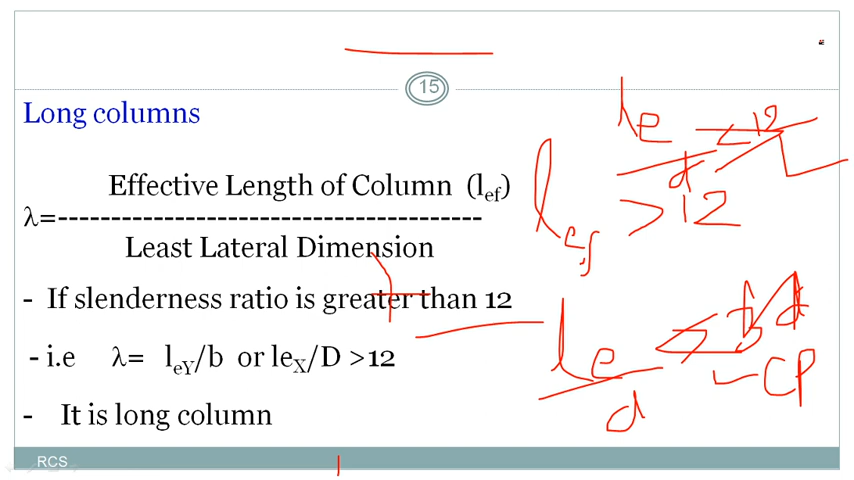 15
Long columns
Effective Length of Column (lef)
λ=----------------------------------------
Least Lateral Dimension
- If slenderness ratio is greater than 12
- i.e λ= leY/b or leX/D >12
- It is long column
le/d ≤ 12
lef > 12
le/d
CP
RCS